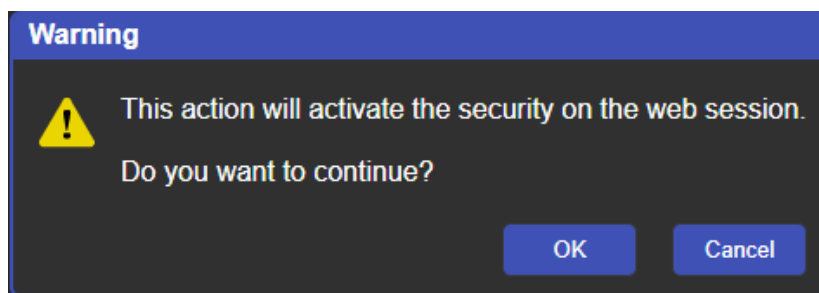 Warning
This action will activate the security on the web session.
Do you want to continue?
OK
Cancel